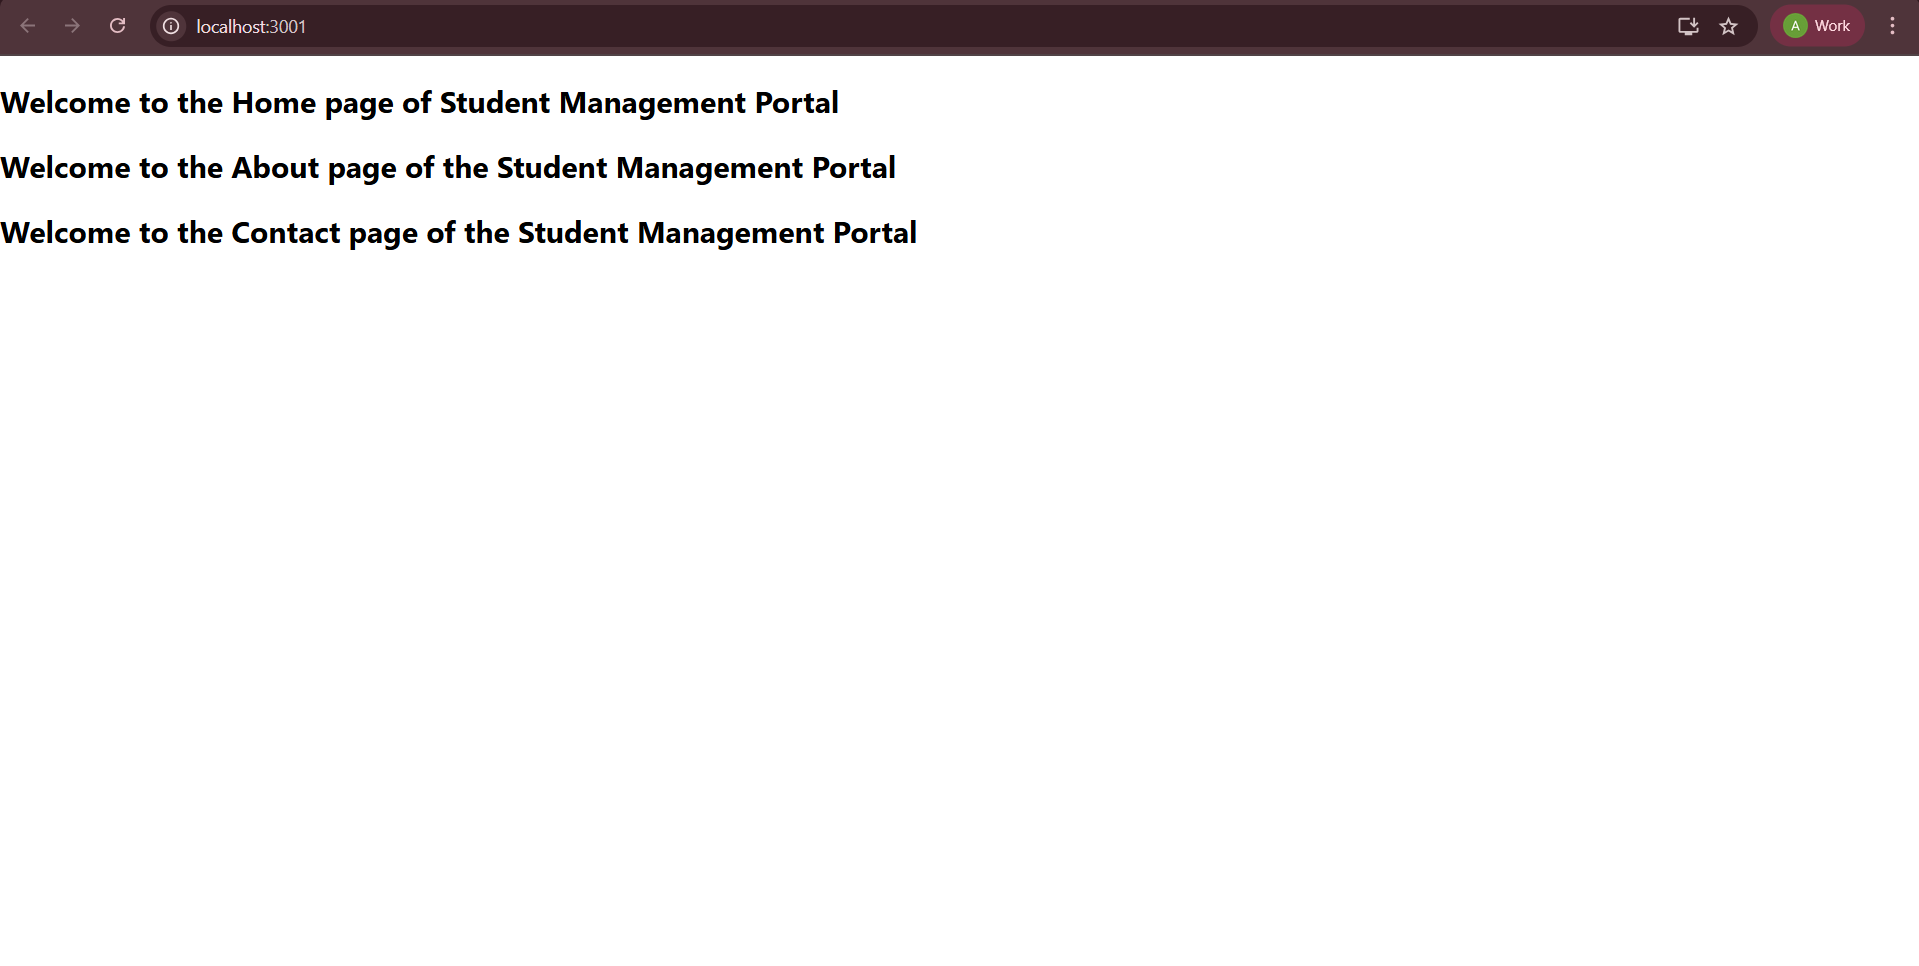 localhost:3001
A Work
Welcome to the Home page of Student Management Portal
Welcome to the About page of the Student Management Portal
Welcome to the Contact page of the Student Management Portal